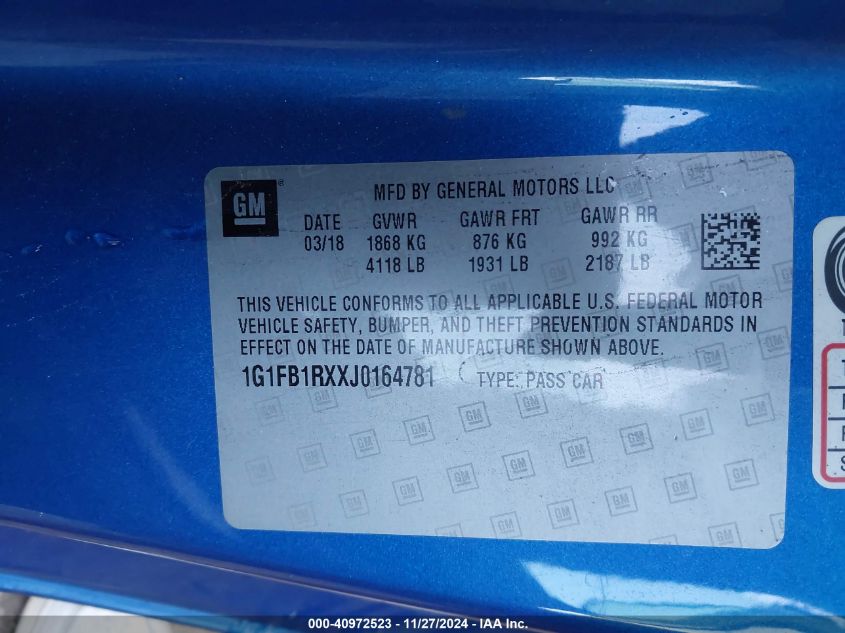 GM
MFD BY GENERAL MOTORS LLC
DATE GVWR GAWR FRT GAWR RR
03/18 1868 KG 876 KG 992 KG
4118 LB 1931 LB 2187 LB
THIS VEHICLE CONFORMS TO ALL APPLICABLE U.S. FEDERAL MOTOR
VEHICLE SAFETY, BUMPER, AND THEFT PREVENTION STANDARDS IN
EFFECT ON THE DATE OF MANUFACTURE SHOWN ABOVE.
1G1FB1RXXJ0164781 TYPE: PASS CAR
000-40972523 - 11/27/2024 - IAA Inc.